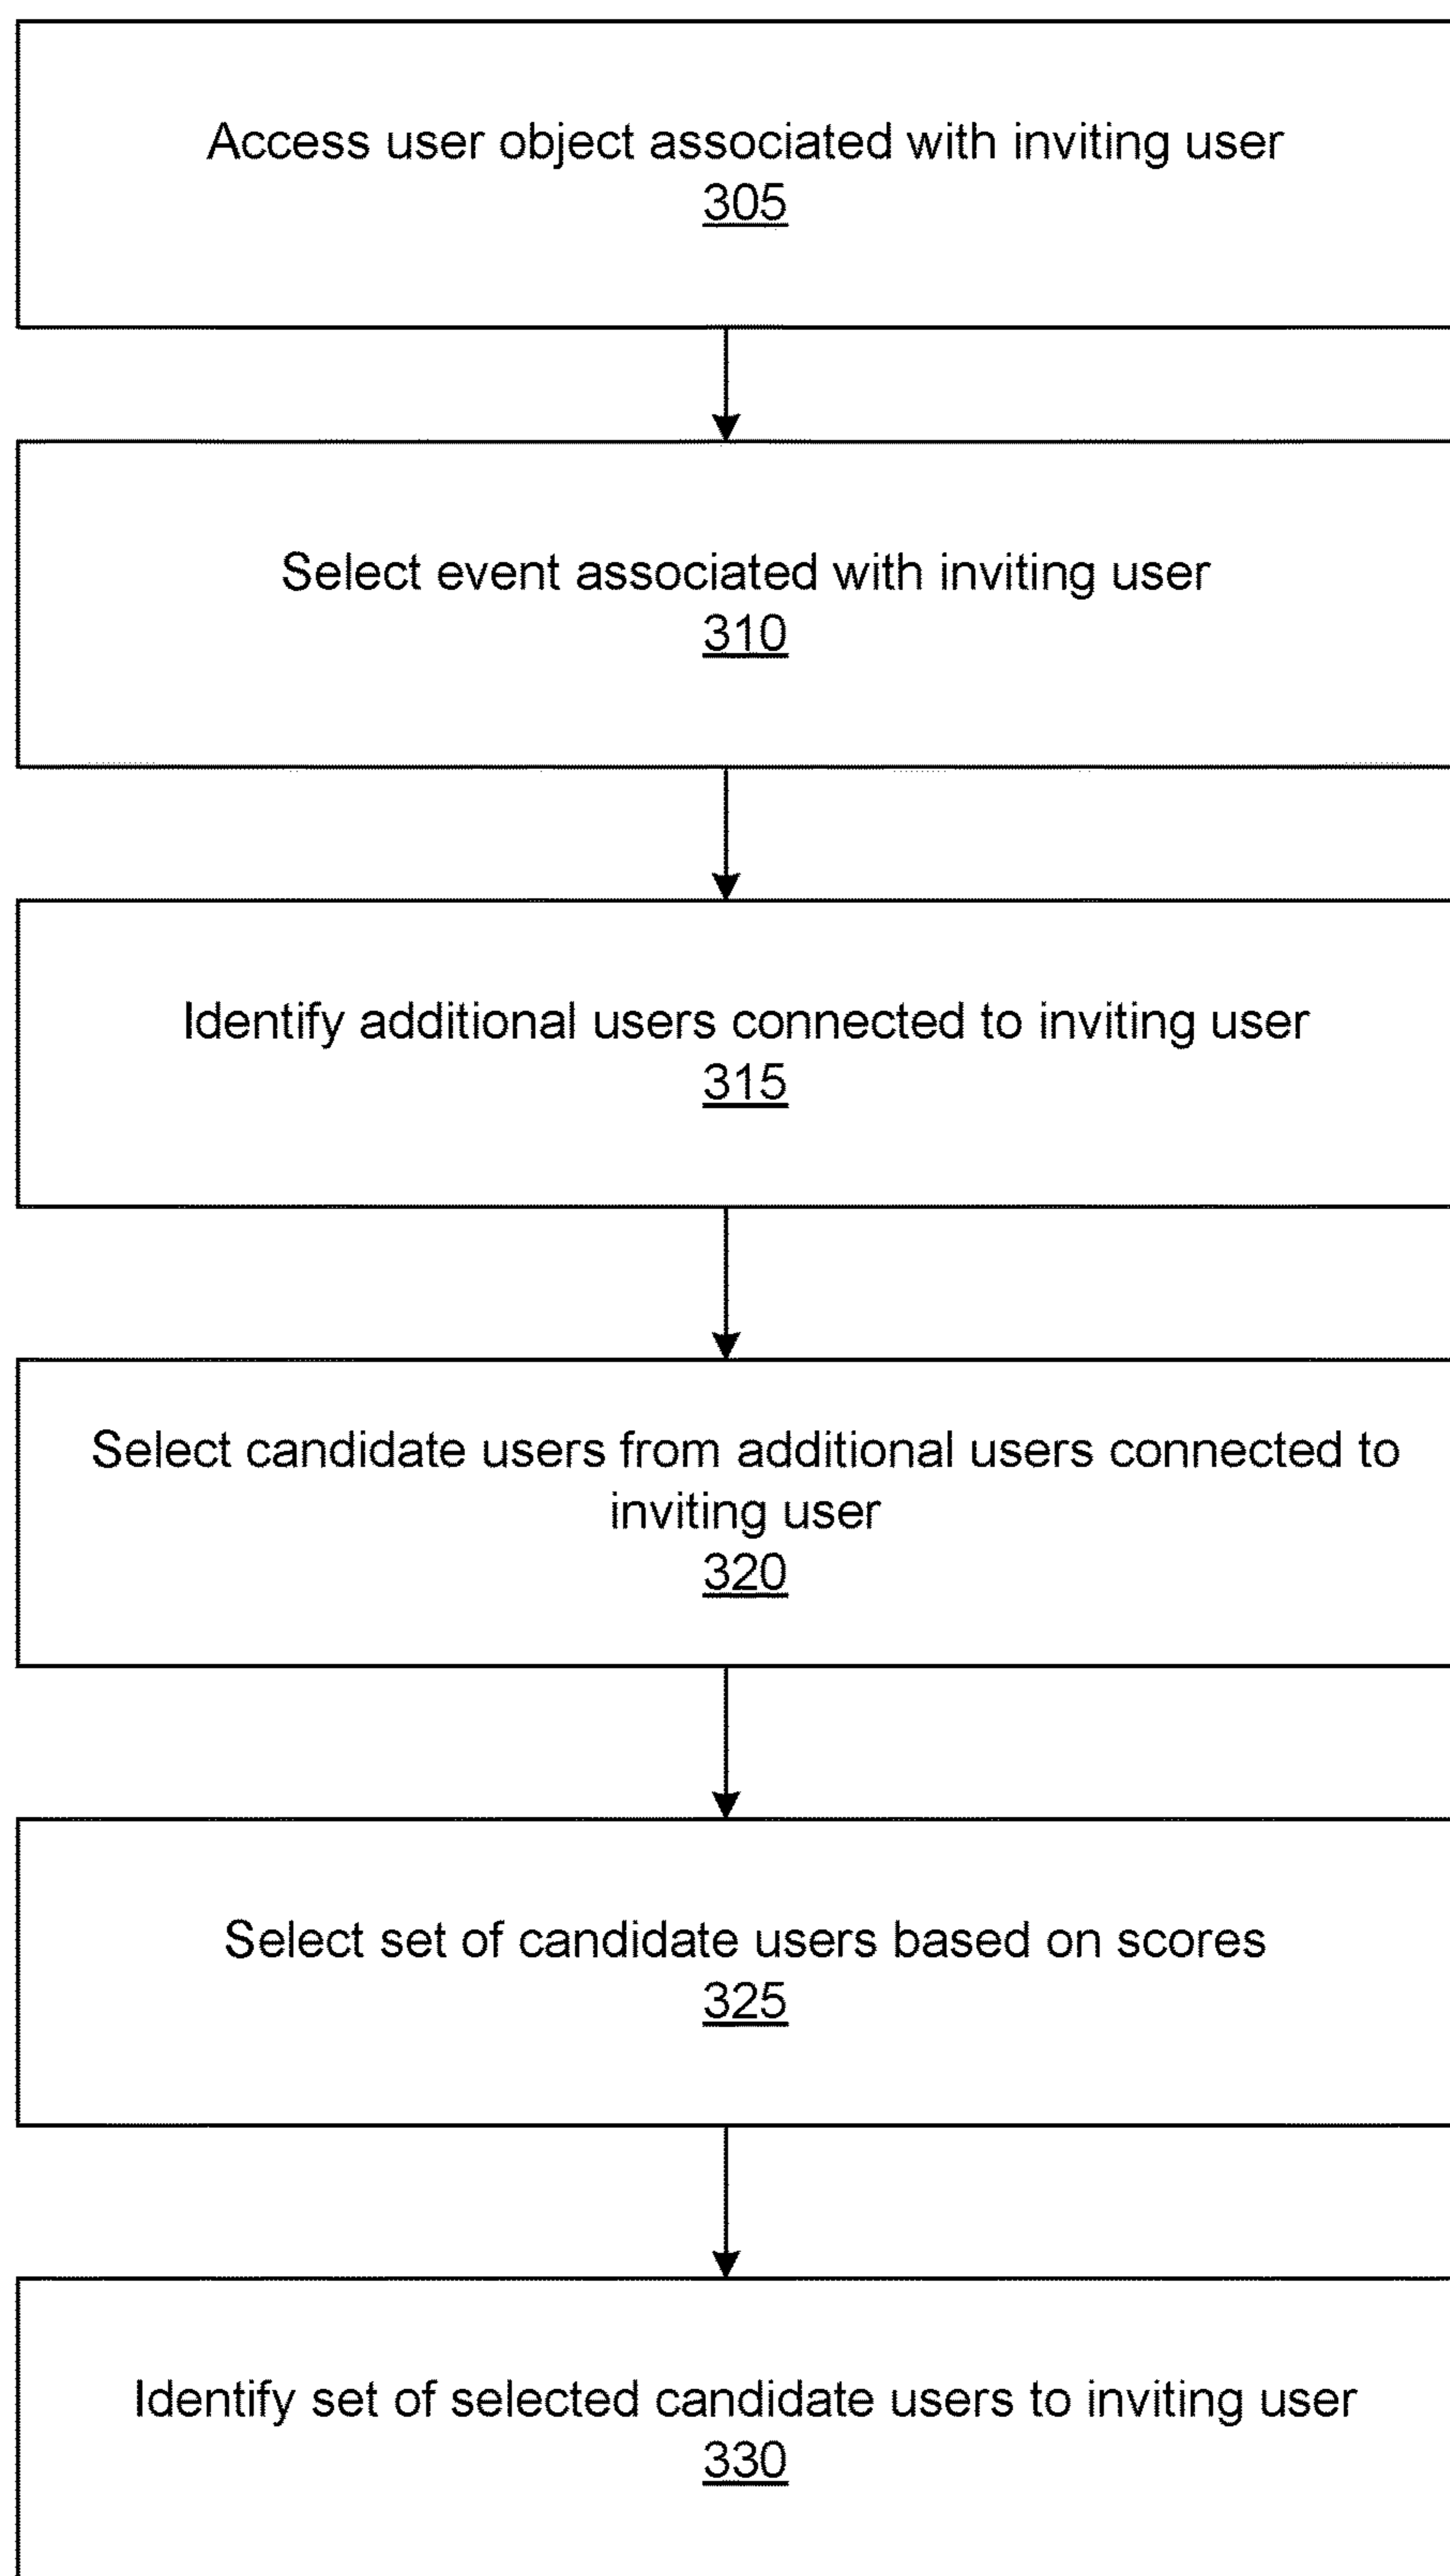 Access user object associated with inviting user
305
Select event associated with inviting user
310
Identify additional users connected to inviting user
315
Select candidate users from additional users connected to
inviting user
320
Select set of candidate users based on scores
325
Identify set of selected candidate users to inviting user
330